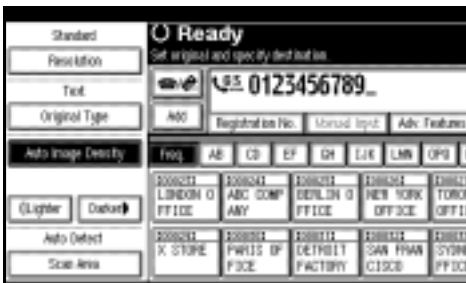 Standard
Resolution
Text
Original Type
Auto Image Density
Lighter
Darker
Auto Detect
Scan Area
Ready
Set original and specify destination.
0123456789_
Add
Registration No.
Manual Input
Adv. Features
Freq.
AB
CD
EF
GH
IJK
LMN
OPQ
LONDON O
FFICE
ABC COMP
ANY
BERLIN O
FFICE
NEW YORK
OFFICE
TORO
OFFI
X STORE
PARIS OF
FICE
DETROIT
FACTORY
SAN FRAN
CISCO
SYDN
FFIC